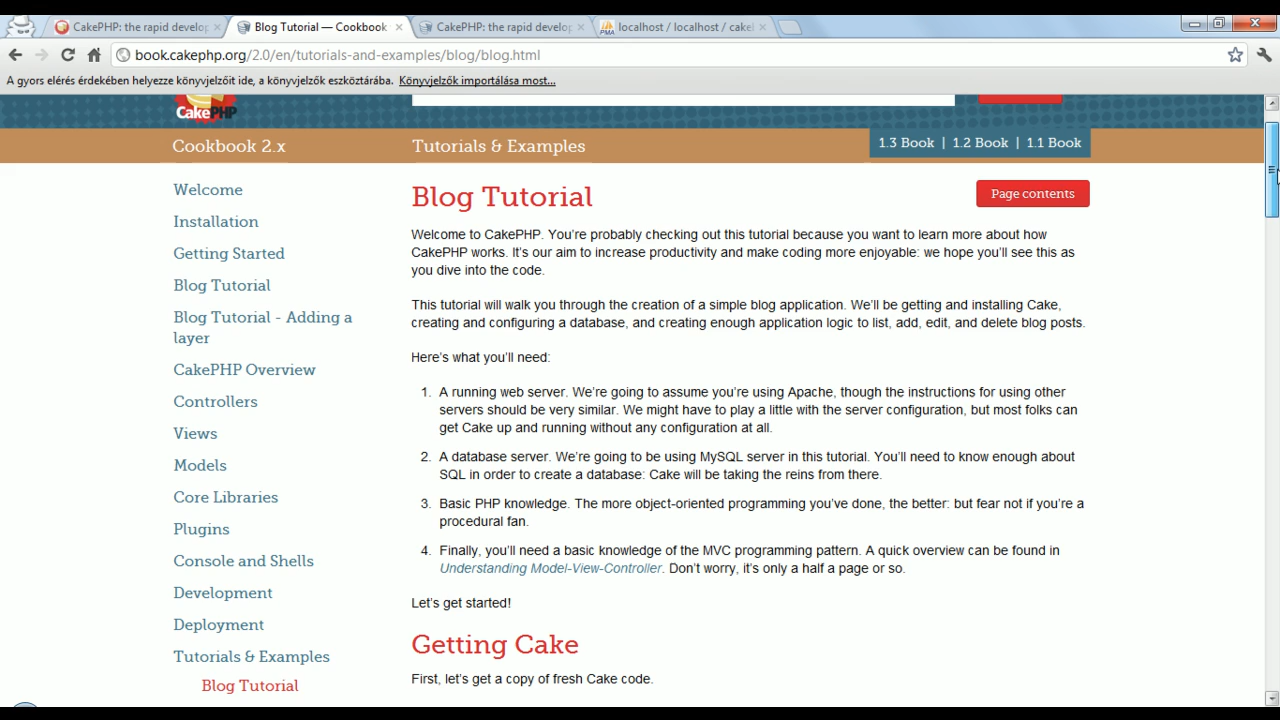 CakePHP: the rapid develop
Blog Tutorial — Cookbook
CakePHP: the rapid develop
localhost / localhost / cake
book.cakephp.org/2.0/en/tutorials-and-examples/blog/blog.html
A gyors elérés érdekében helyezze könyvjelzőit ide, a könyvjelzők eszköztárába. Könyvjelzők importálása most...
CakePHP
Cookbook 2.x
Tutorials & Examples
1.3 Book | 1.2 Book | 1.1 Book
Welcome
Installation
Getting Started
Blog Tutorial
Blog Tutorial - Adding a
layer
CakePHP Overview
Controllers
Views
Models
Core Libraries
Plugins
Console and Shells
Development
Deployment
Tutorials & Examples
Blog Tutorial
Blog Tutorial
Page contents
Welcome to CakePHP. You’re probably checking out this tutorial because you want to learn more about how
CakePHP works. It’s our aim to increase productivity and make coding more enjoyable: we hope you’ll see this as
you dive into the code.
This tutorial will walk you through the creation of a simple blog application. We’ll be getting and installing Cake,
creating and configuring a database, and creating enough application logic to list, add, edit, and delete blog posts.
Here’s what you’ll need:
1. A running web server. We’re going to assume you’re using Apache, though the instructions for using other
servers should be very similar. We might have to play a little with the server configuration, but most folks can
get Cake up and running without any configuration at all.
2. A database server. We’re going to be using MySQL server in this tutorial. You’ll need to know enough about
SQL in order to create a database: Cake will be taking the reins from there.
3. Basic PHP knowledge. The more object-oriented programming you’ve done, the better: but fear not if you’re a
procedural fan.
4. Finally, you’ll need a basic knowledge of the MVC programming pattern. A quick overview can be found in
Understanding Model-View-Controller. Don’t worry, it’s only a half a page or so.
Let’s get started!
Getting Cake
First, let’s get a copy of fresh Cake code.